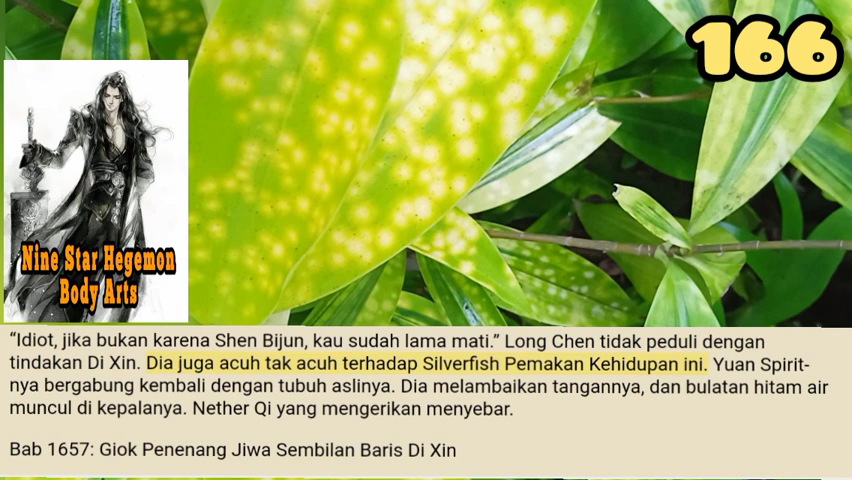 166
Nine Star Hegemon
Body Arts
“Idiot, jika bukan karena Shen Bijun, kau sudah lama mati.” Long Chen tidak peduli dengan
tindakan Di Xin. Dia juga acuh tak acuh terhadap Silverfish Pemakan Kehidupan ini. Yuan Spirit-
nya bergabung kembali dengan tubuh aslinya. Dia melambaikan tangannya, dan bulatan hitam air
muncul di kepalanya. Nether Qi yang mengerikan menyebar.
Bab 1657: Giok Penenang Jiwa Sembilan Baris Di Xin